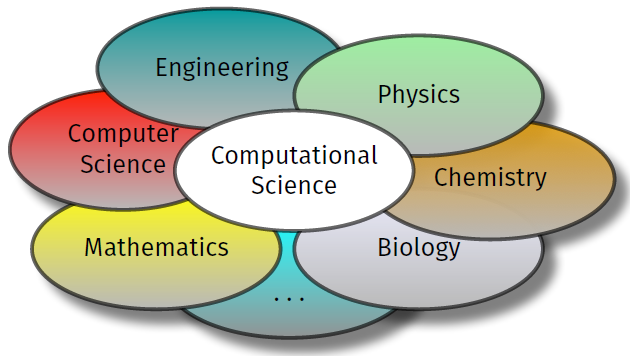 Engineering
Physics
Computer
Science
Computational
Science
Chemistry
Mathematics
Biology
...